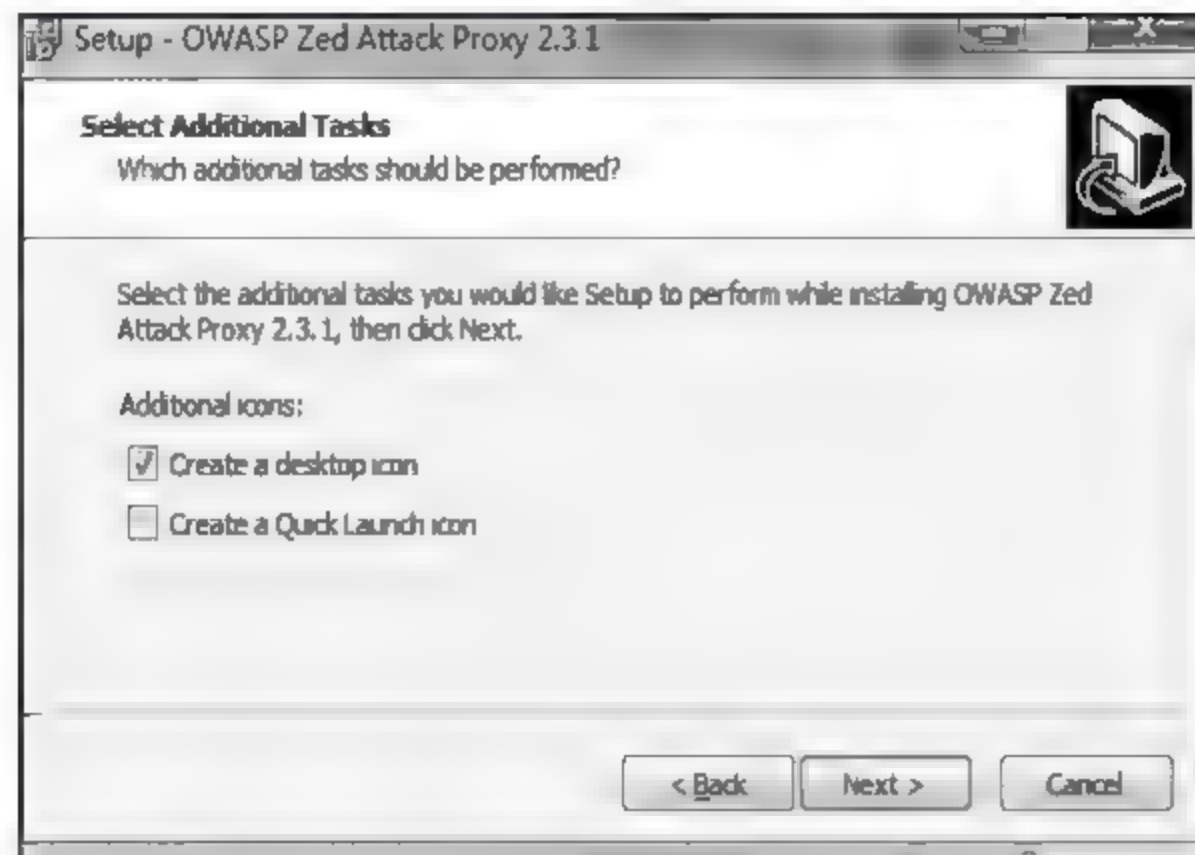 Setup - OWASP Zed Attack Proxy 2.3.1
Select Additional Tasks
Which additional tasks should be performed?
Select the additional tasks you would like Setup to perform while installing OWASP Zed
Attack Proxy 2.3.1, then click Next.
Additional icons:
Create a desktop icon
Create a Quick Launch icon
< Back
Next >
Cancel